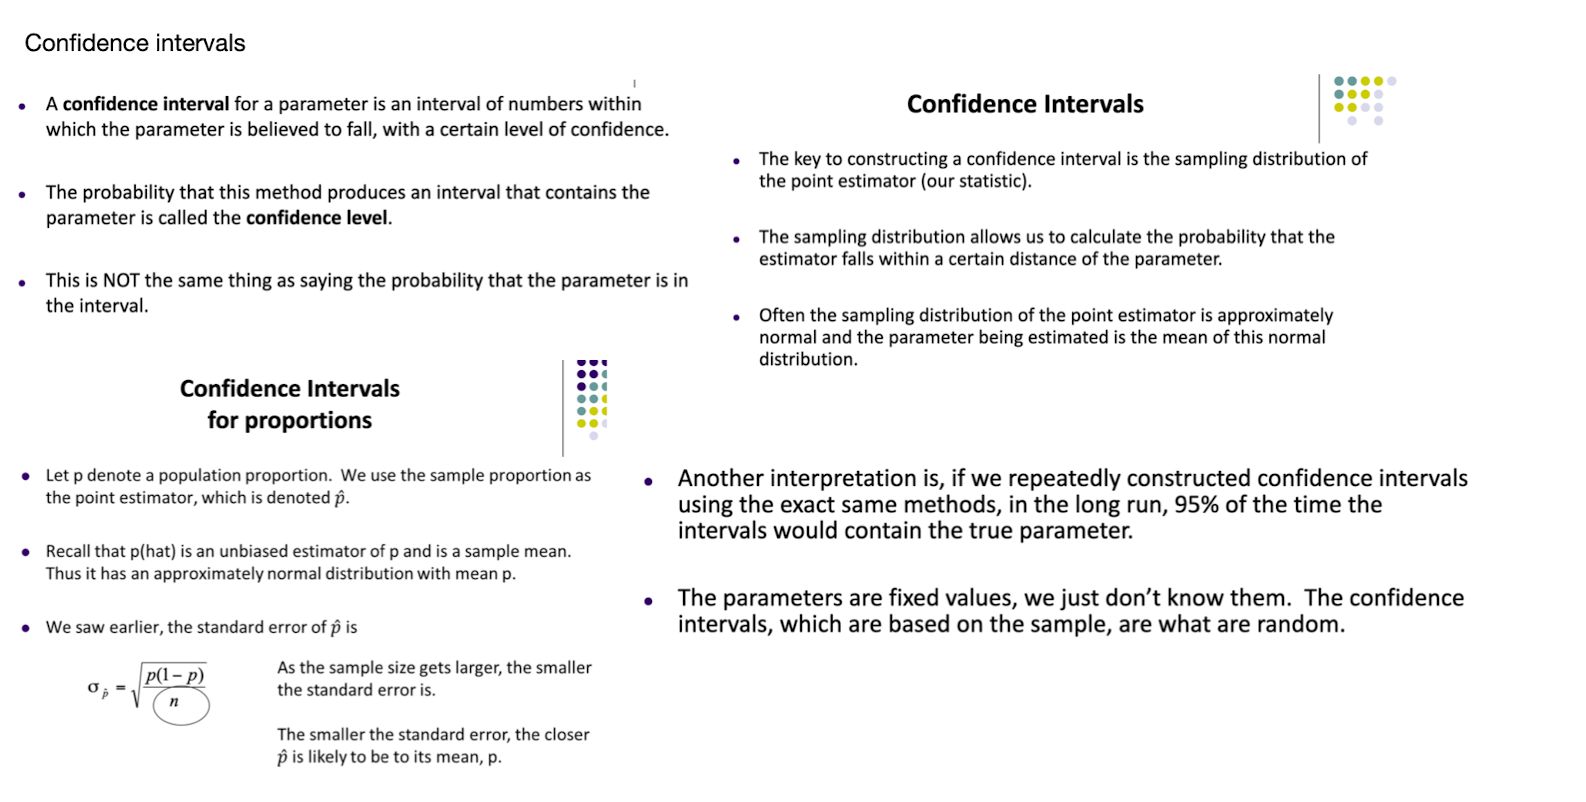 Confidence intervals
• A confidence interval for a parameter is an interval of numbers within
which the parameter is believed to fall, with a certain level of confidence.
• The probability that this method produces an interval that contains the
parameter is called the confidence level.
• This is NOT the same thing as saying the probability that the parameter is in
the interval.
Confidence Intervals
• The key to constructing a confidence interval is the sampling distribution of
the point estimator (our statistic).
• The sampling distribution allows us to calculate the probability that the
estimator falls within a certain distance of the parameter.
• Often the sampling distribution of the point estimator is approximately
normal and the parameter being estimated is the mean of this normal
distribution.
Confidence Intervals
for proportions
• Let p denote a population proportion. We use the sample proportion as
the point estimator, which is denoted p̂.
• Recall that p(hat) is an unbiased estimator of p and is a sample mean.
Thus it has an approximately normal distribution with mean p.
• We saw earlier, the standard error of p̂ is
σp̂ = √(p(1 – p) / n)
As the sample size gets larger, the smaller
the standard error is.
The smaller the standard error, the closer
p̂ is likely to be to its mean, p.
• Another interpretation is, if we repeatedly constructed confidence intervals
using the exact same methods, in the long run, 95% of the time the
intervals would contain the true parameter.
• The parameters are fixed values, we just don’t know them. The confidence
intervals, which are based on the sample, are what are random.